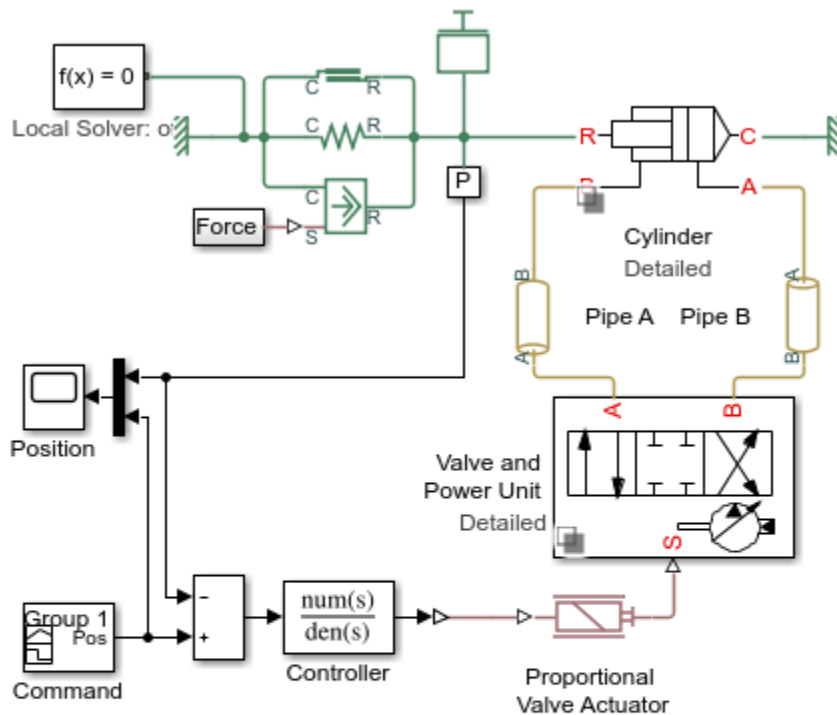 f(x) = 0
Local Solver: o
C
R
C
R
C
R
S
Force
P
R
C
A
Cylinder
Detailed
B
A
Pipe A
Pipe B
A
B
Position
A
B
Valve and
Power Unit
Detailed
S
Group 1
Pos
Command
−
+
num(s)
den(s)
Controller
Proportional
Valve Actuator